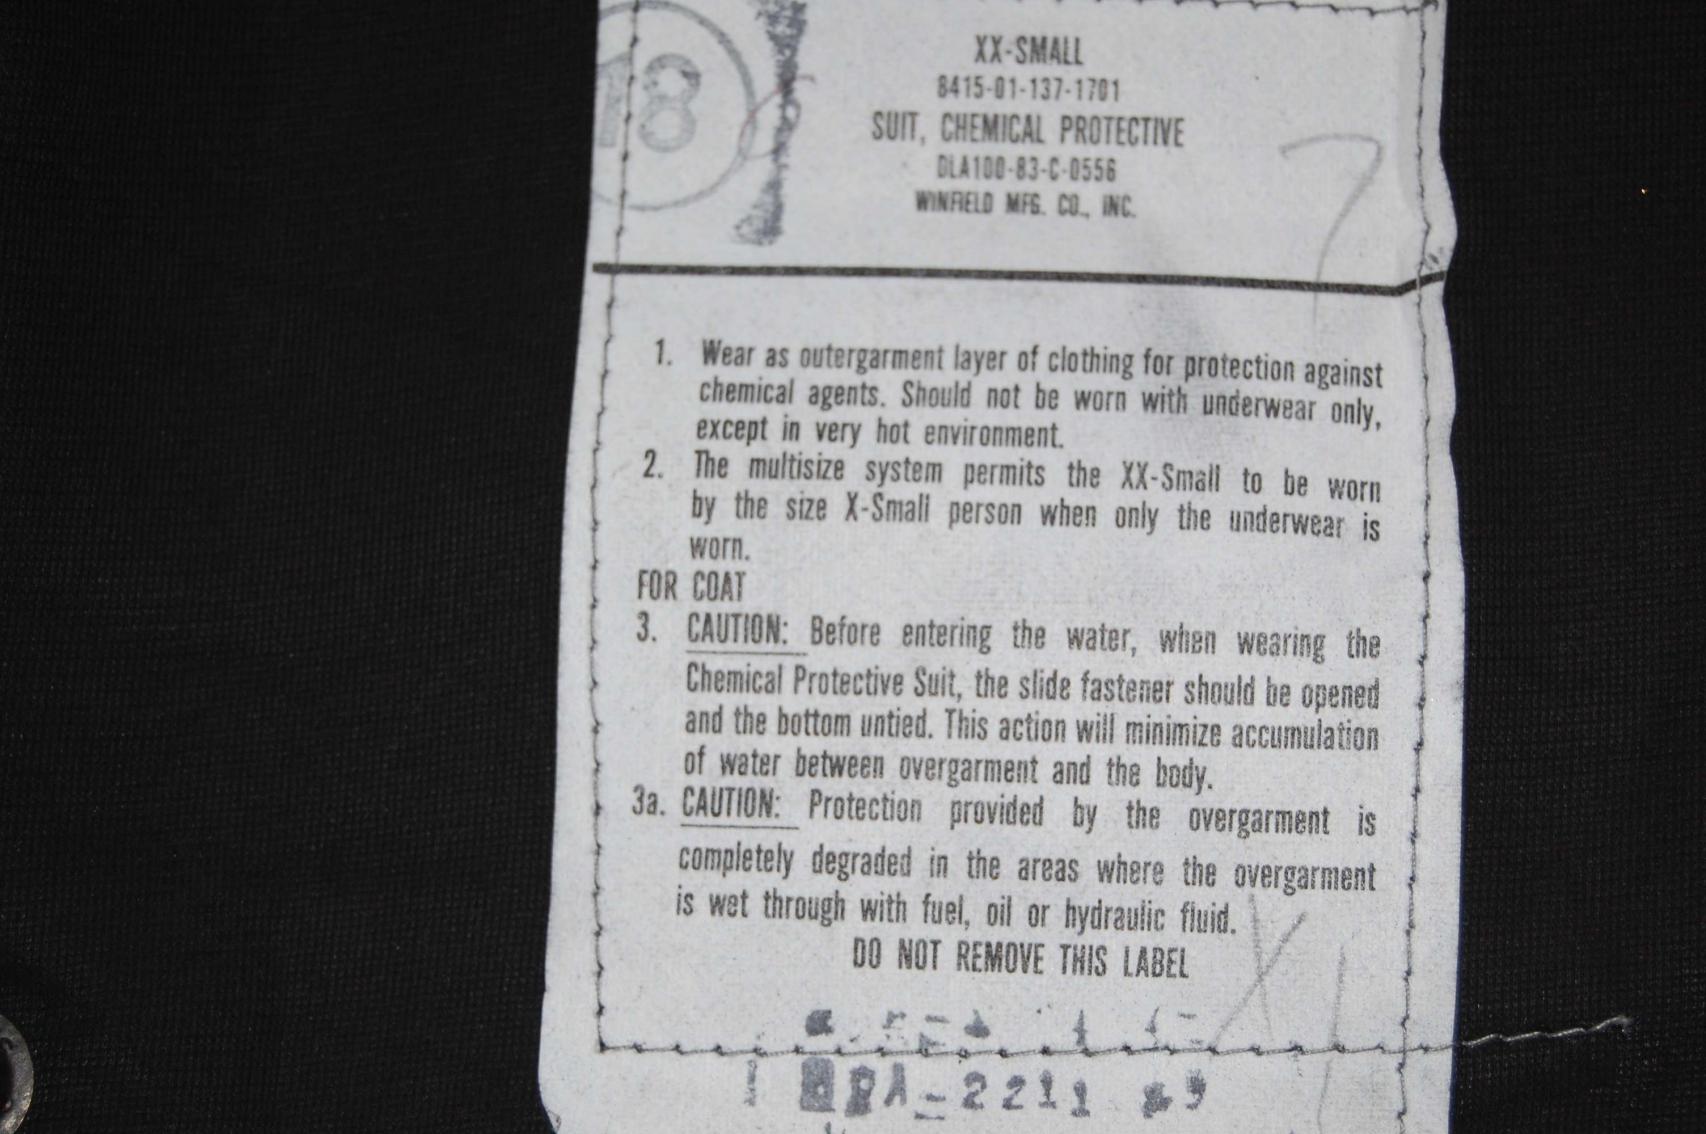 18
XX-SMALL
8415-01-137-1701
SUIT, CHEMICAL PROTECTIVE
DLA100-83-C-0556
WINFIELD MFG. CO., INC.
7
1. Wear as outergarment layer of clothing for protection against
chemical agents. Should not be worn with underwear only,
except in very hot environment.
2. The multisize system permits the XX-Small to be worn
by the size X-Small person when only the underwear is
worn.
FOR COAT
3. CAUTION: Before entering the water, when wearing the
Chemical Protective Suit, the slide fastener should be opened
and the bottom untied. This action will minimize accumulation
of water between overgarment and the body.
3a. CAUTION: Protection provided by the overgarment is
completely degraded in the areas where the overgarment
is wet through with fuel, oil or hydraulic fluid.
DO NOT REMOVE THIS LABEL